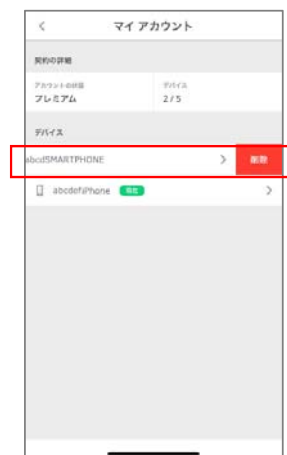 マイ アカウント
契約の詳細
アカウントの状態 デバイス
プレミアム 2 / 5
デバイス
abcdSMARTPHONE 削除
abcdefiPhone 現在